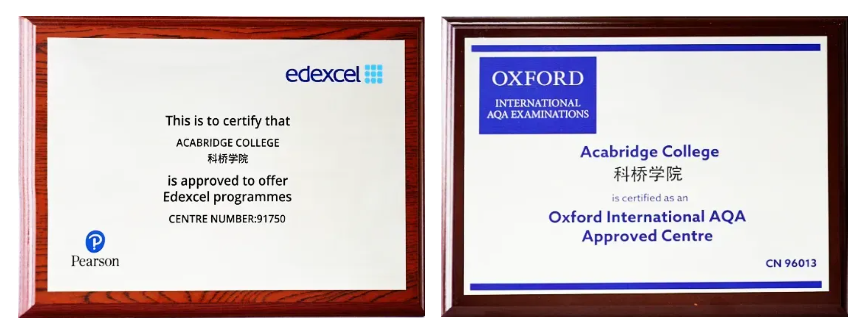 edexcel
This is to certify that
ACABRIDGE COLLEGE
科桥学院
is approved to offer
Edexcel programmes
CENTRE NUMBER:91750
Pearson
OXFORD
INTERNATIONAL
AQA EXAMINATIONS
Acabridge College
科桥学院
is certified as an
Oxford International AQA
Approved Centre
CN 96013